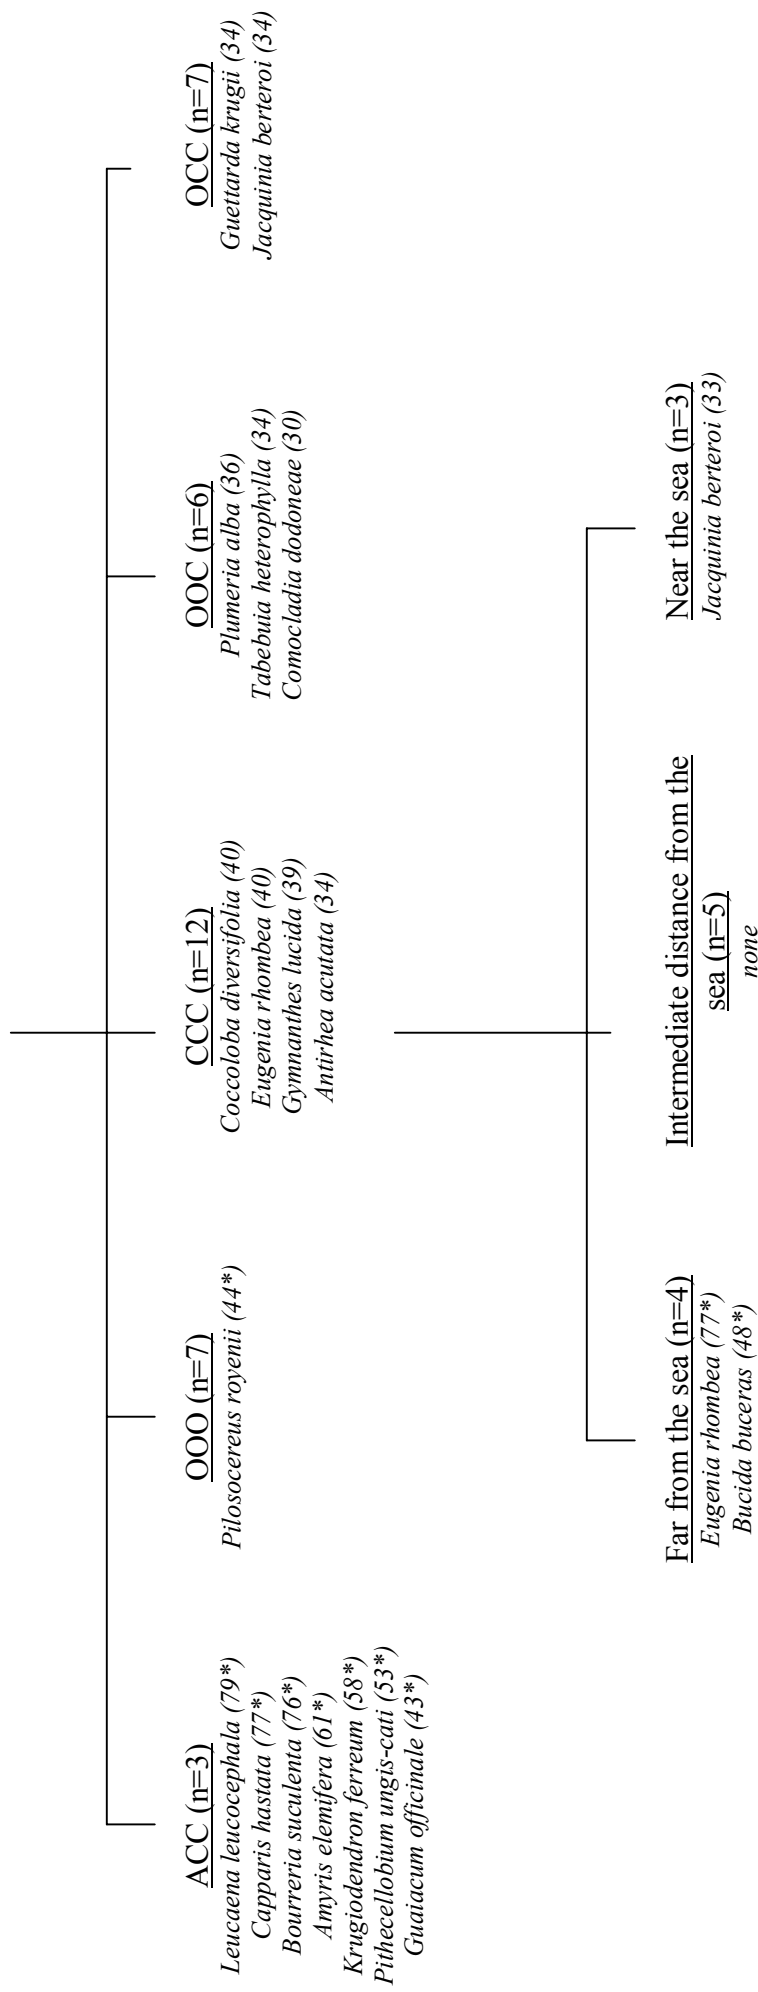 ACC (n=3)
Leucaena leucocephala (79*)
Capparis hastata (77*)
Bourreria suculenta (76*)
Amyris elemifera (61*)
Krugiodendron ferreum (58*)
Pithecellobium ungis-cati (53*)
Guaiacum officinale (43*)
OOO (n=7)
Pilosocereus royenii (44*)
CCC (n=12)
Coccoloba diversifolia (40)
Eugenia rhombea (40)
Gymnanthes lucida (39)
Antirhea acutata (34)
OOC (n=6)
Plumeria alba (36)
Tabebuia heterophylla (34)
Comocladia dodoneae (30)
OCC (n=7)
Guettarda krugii (34)
Jacquinia berteroi (34)
Far from the sea (n=4)
Eugenia rhombea (77*)
Bucida buceras (48*)
Intermediate distance from the
sea (n=5)
none
Near the sea (n=3)
Jacquinia berteroi (33)